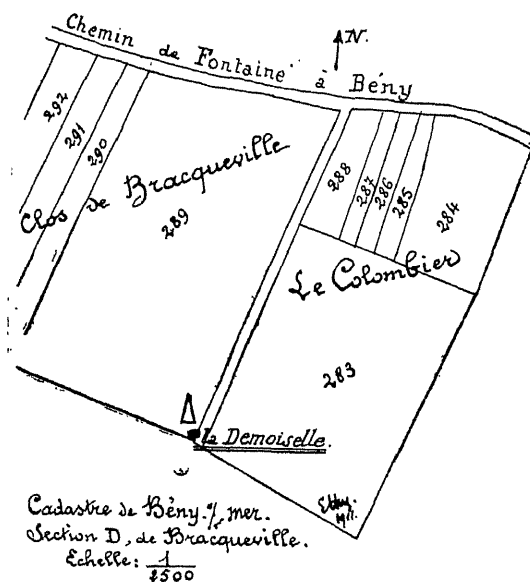 Chemin de Fontaine à Bény
N.
292
291
290
Clos de Bracqueville
289
288
287
286
285
284
Le Colombier
283
la Demoiselle.
Cadastre de Bény s/ mer.
Section D, de Bracqueville.
Echelle: 1/2500
1911.